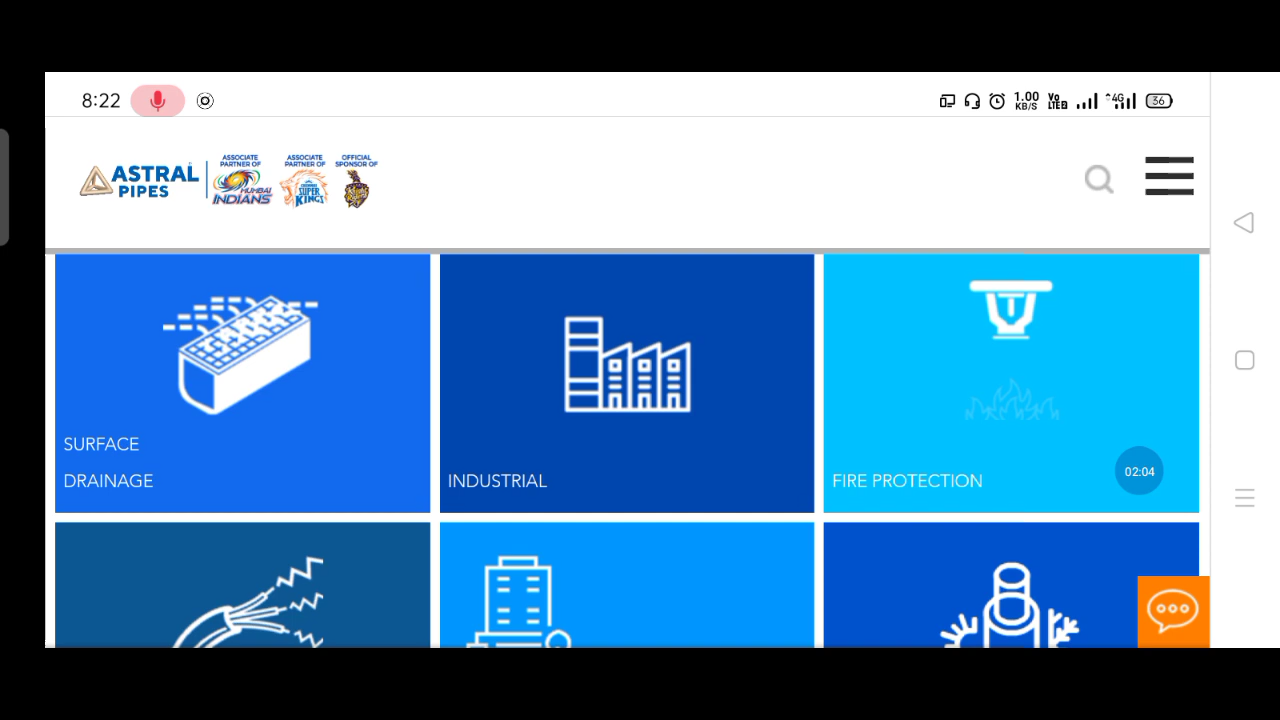 8:22
1.00 KB/S
Vo LTE2
4G
36
ASTRAL PIPES
ASSOCIATE PARTNER OF
MUMBAI INDIANS
ASSOCIATE PARTNER OF
SUPER KINGS
OFFICIAL SPONSOR OF
SURFACE
DRAINAGE
INDUSTRIAL
FIRE PROTECTION
02:04